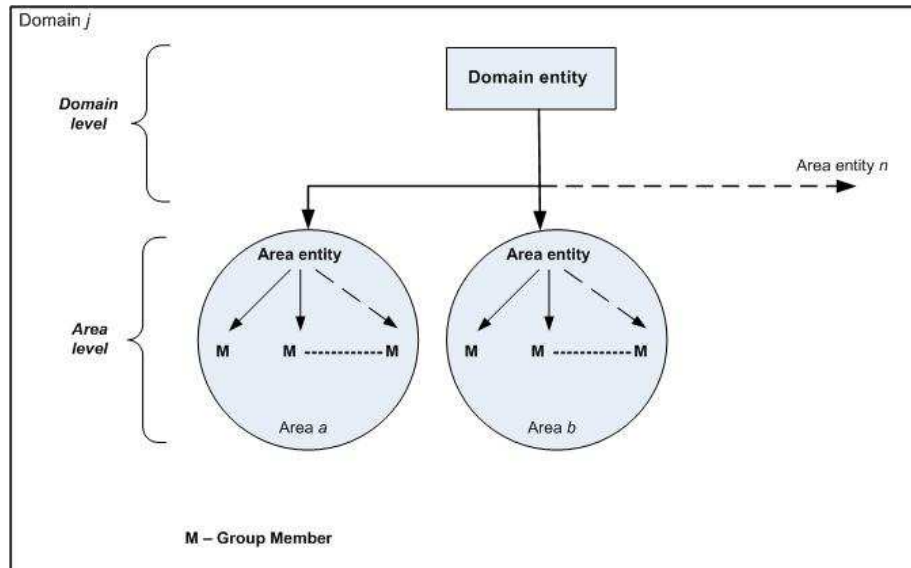 Domain j
Domain entity
Domain
level
Area entity n
Area entity
M M M
Area a
Area entity
M M M
Area b
Area
level
M – Group Member